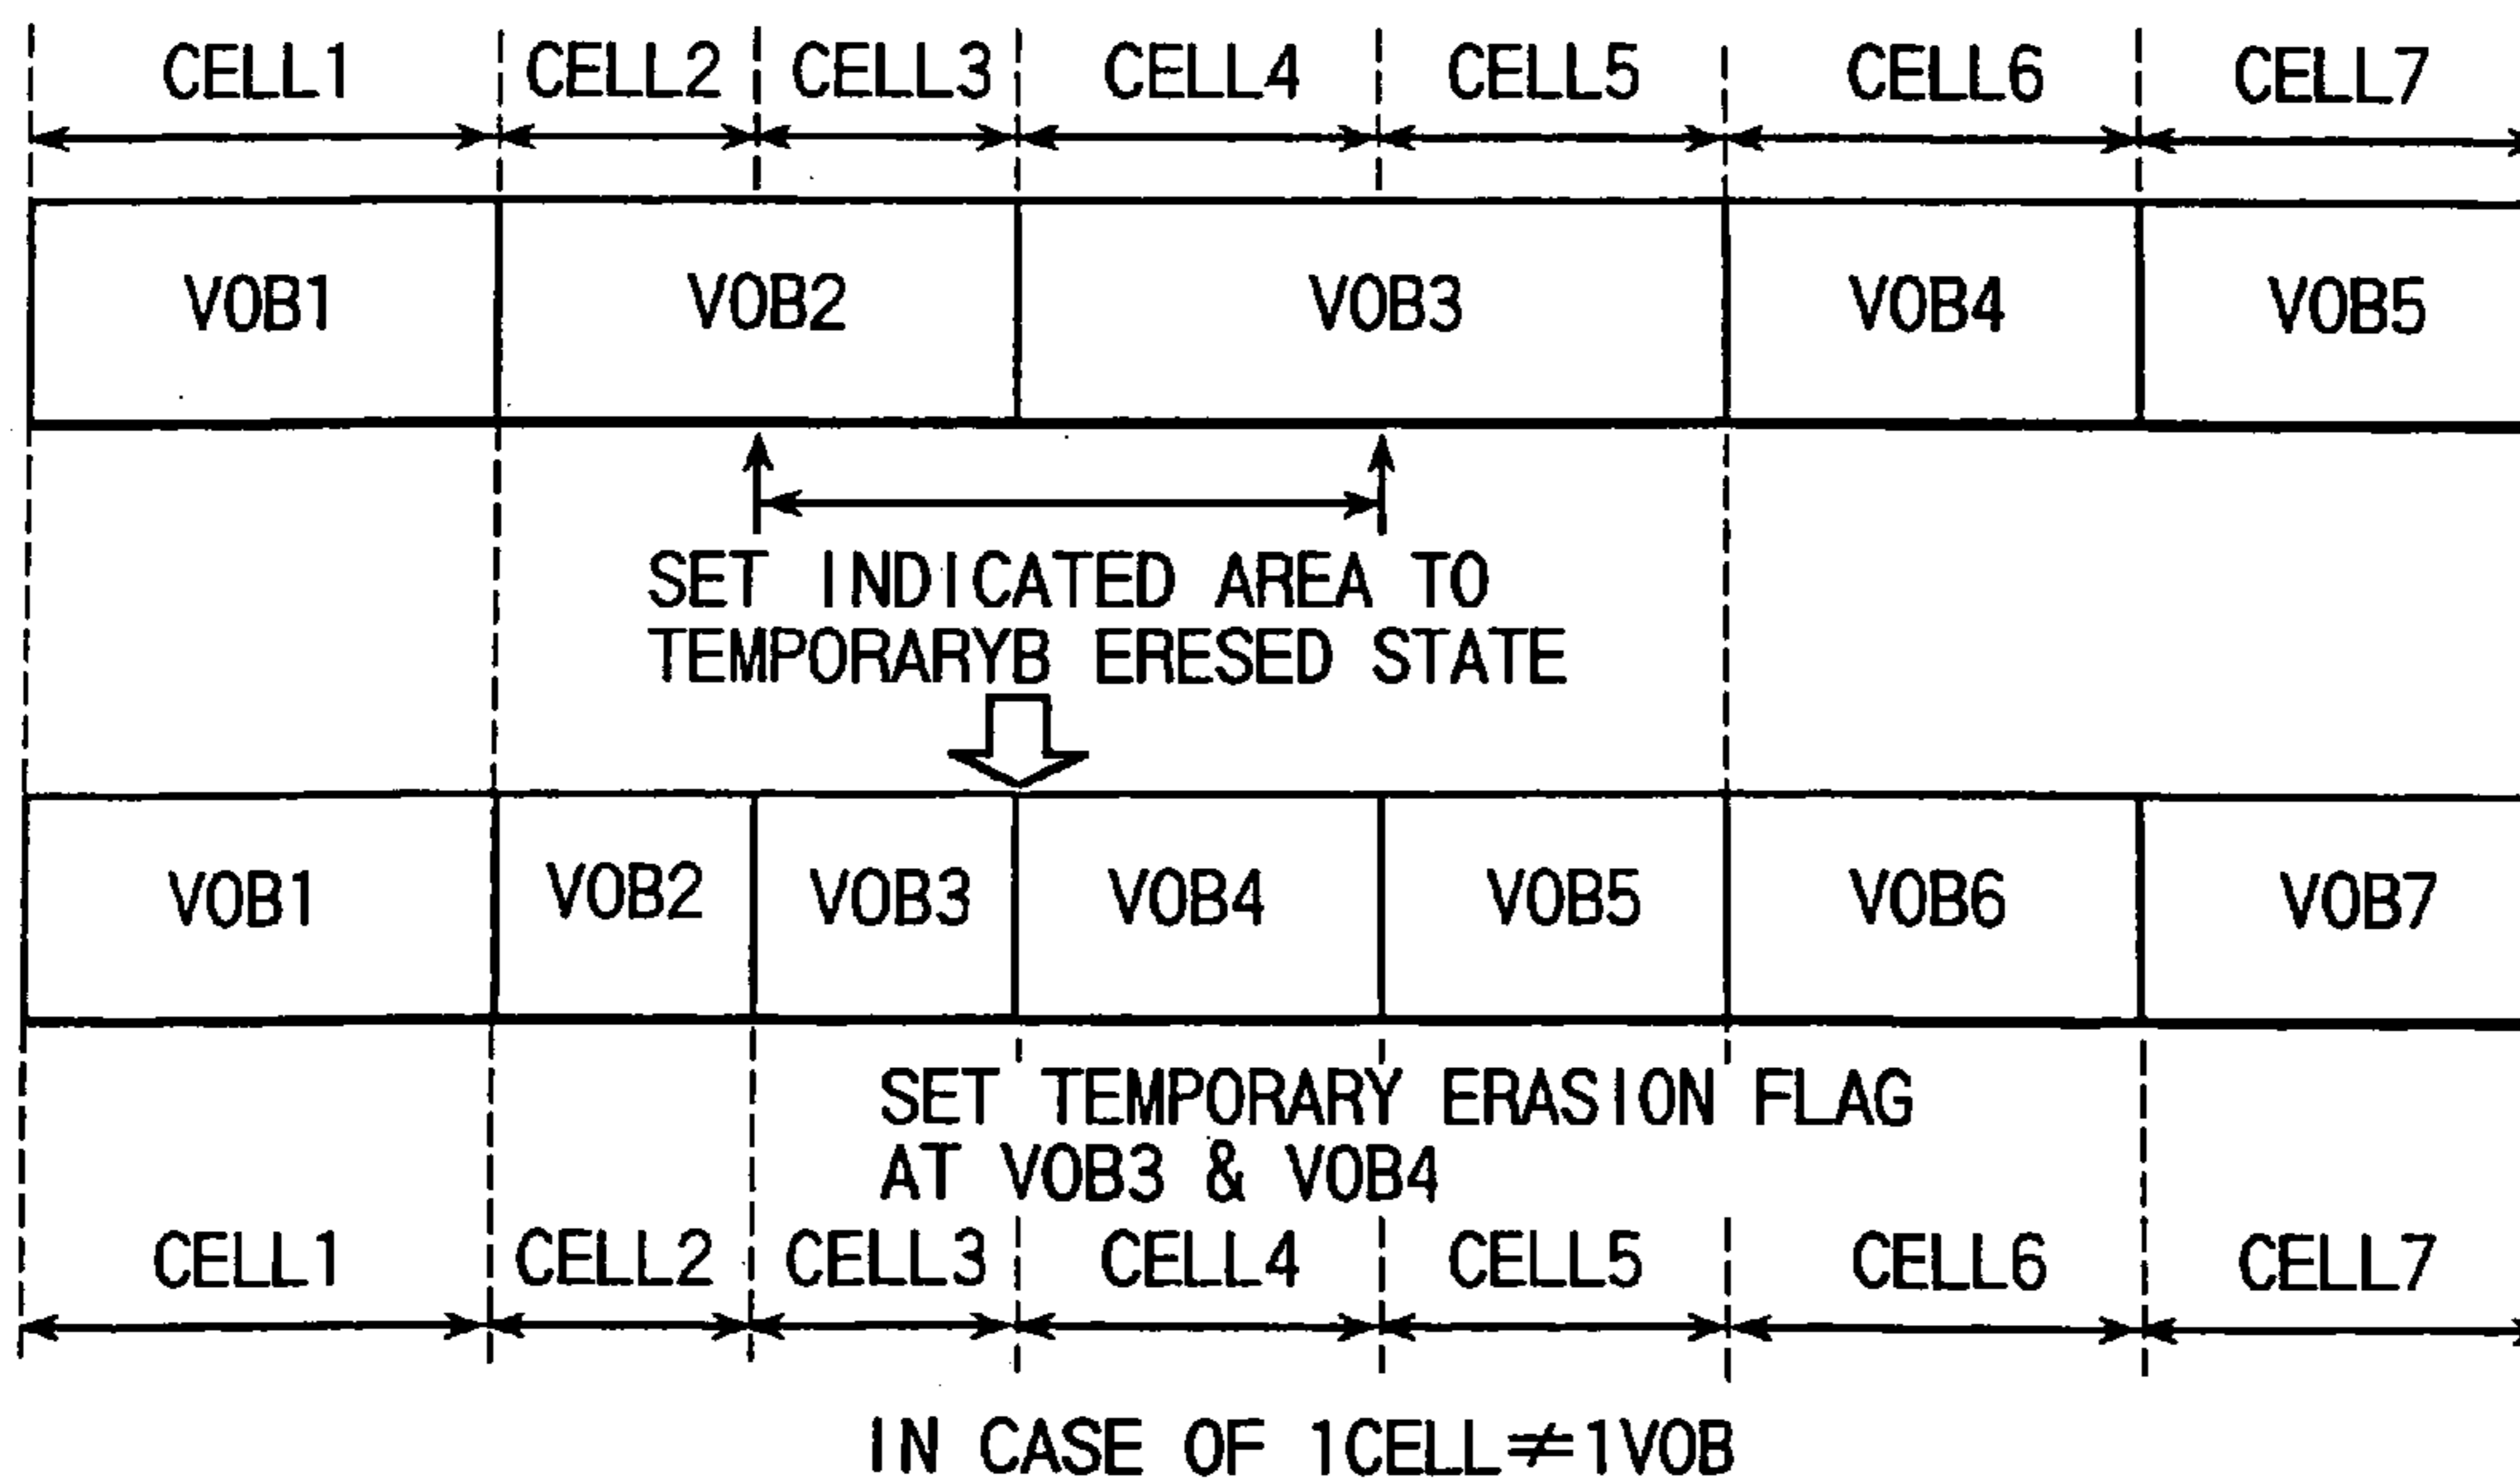 CELL1 CELL2 CELL3 CELL4 CELL5 CELL6 CELL7
VOB1 VOB2 VOB3 VOB4 VOB5
SET INDICATED AREA TO
TEMPORARYB ERESED STATE
VOB1 VOB2 VOB3 VOB4 VOB5 VOB6 VOB7
SET TEMPORARY ERASION FLAG
AT VOB3 & VOB4
CELL1 CELL2 CELL3 CELL4 CELL5 CELL6 CELL7
IN CASE OF 1CELL≠1VOB